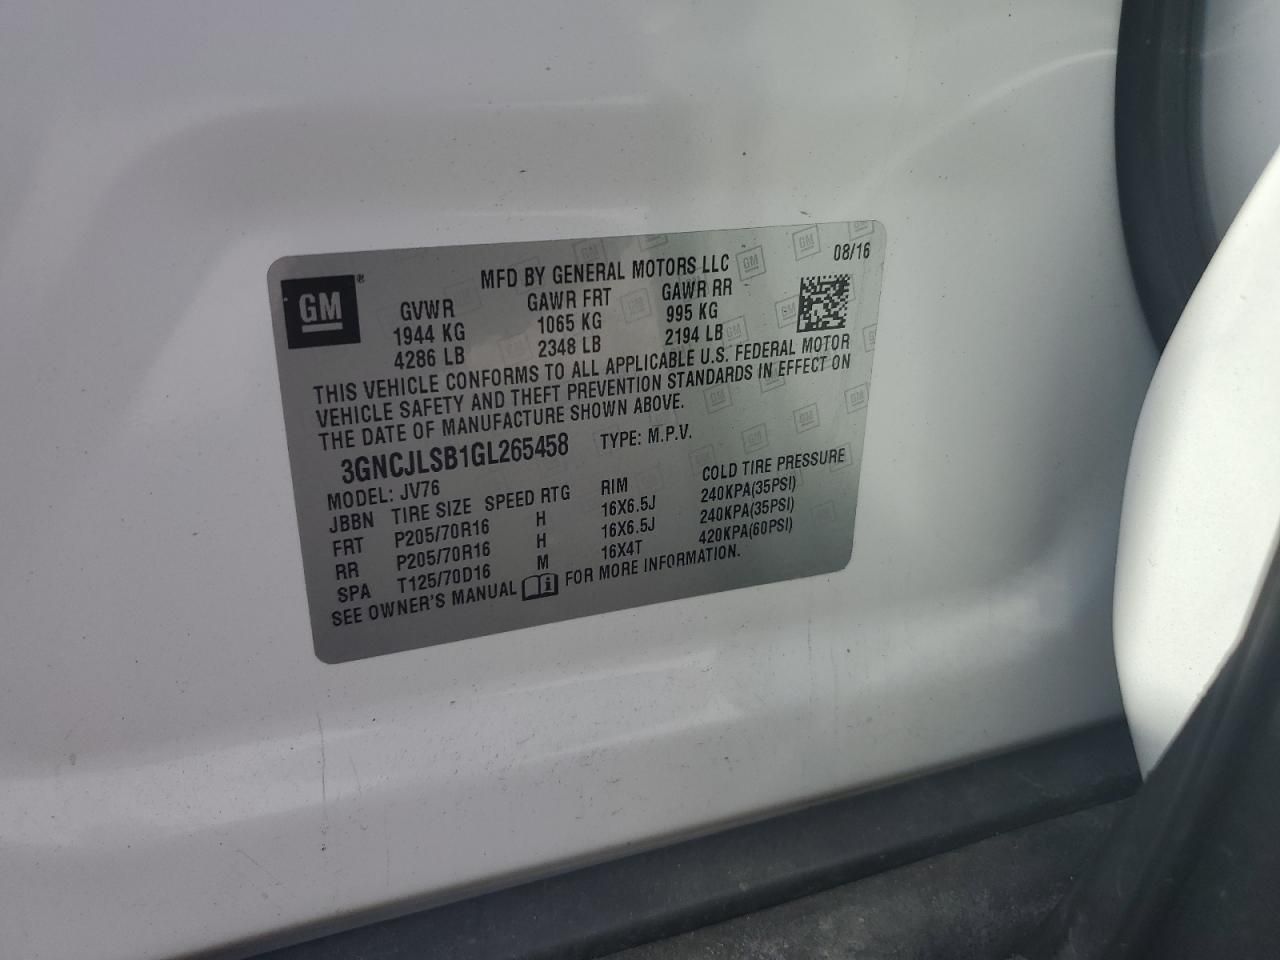 GM®
MFD BY GENERAL MOTORS LLC 08/16
GVWR GAWR FRT GAWR RR
1944 KG 1065 KG 995 KG
4286 LB 2348 LB 2194 LB
THIS VEHICLE CONFORMS TO ALL APPLICABLE U.S. FEDERAL MOTOR
VEHICLE SAFETY AND THEFT PREVENTION STANDARDS IN EFFECT ON
THE DATE OF MANUFACTURE SHOWN ABOVE.
3GNCJLSB1GL265458 TYPE: M.P.V.
MODEL: JV76
JBBN TIRE SIZE SPEED RTG RIM COLD TIRE PRESSURE
FRT P205/70R16 H 16X6.5J 240KPA(35PSI)
RR P205/70R16 H 16X6.5J 240KPA(35PSI)
SPA T125/70D16 M 16X4T 420KPA(60PSI)
SEE OWNER'S MANUAL FOR MORE INFORMATION.